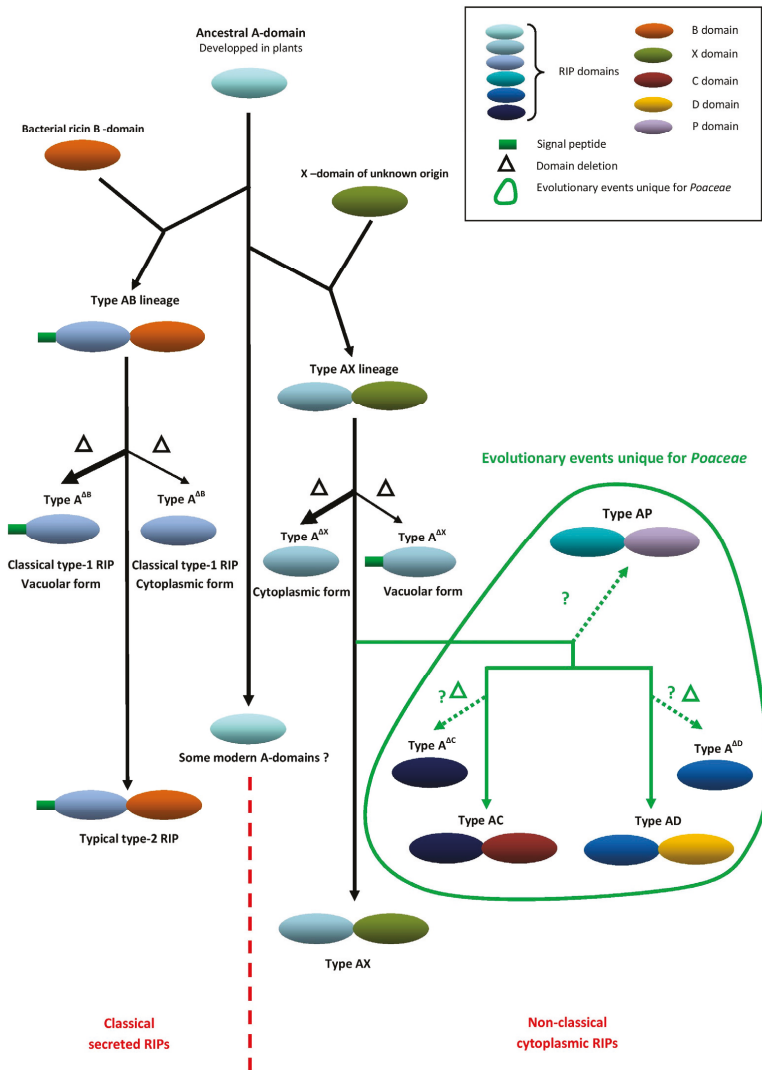 Ancestral A-domain
Developped in plants
Bacterial ricin B -domain
X –domain of unknown origin
RIP domains
B domain
X domain
C domain
D domain
P domain
Signal peptide
Δ Domain deletion
Evolutionary events unique for Poaceae
Type AB lineage
Type AX lineage
Δ Δ
Type A^ΔB
Type A^ΔB
Classical type-1 RIP
Vacuolar form
Classical type-1 RIP
Cytoplasmic form
Δ Δ
Type A^ΔX
Type A^ΔX
Cytoplasmic form
Vacuolar form
Evolutionary events unique for Poaceae
Type AP
?
? Δ
? Δ
Type A^ΔC
Type A^ΔD
Type AC
Type AD
Some modern A-domains ?
Typical type-2 RIP
Type AX
Classical
secreted RIPs
Non-classical
cytoplasmic RIPs